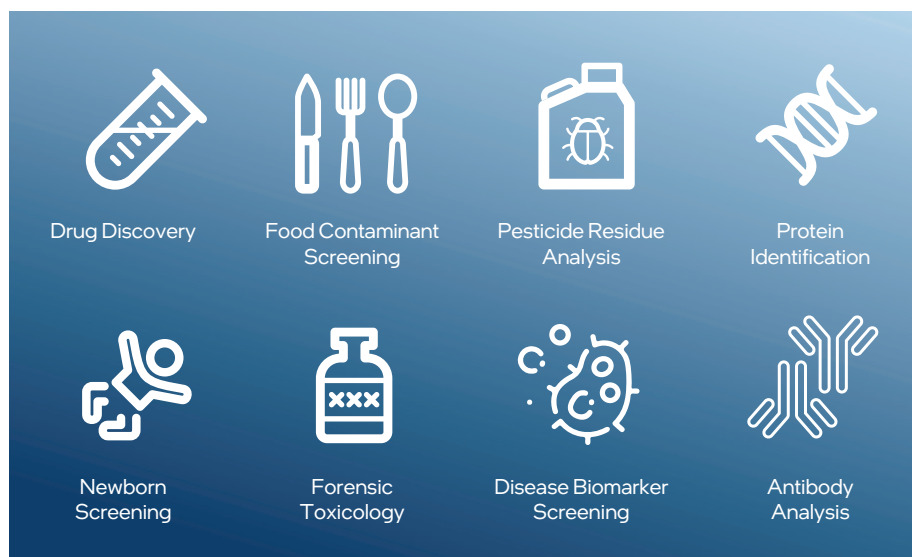 Drug Discovery
Food Contaminant
Screening
Pesticide Residue
Analysis
Protein
Identification
Newborn
Screening
xxx
Forensic
Toxicology
Disease Biomarker
Screening
Antibody
Analysis